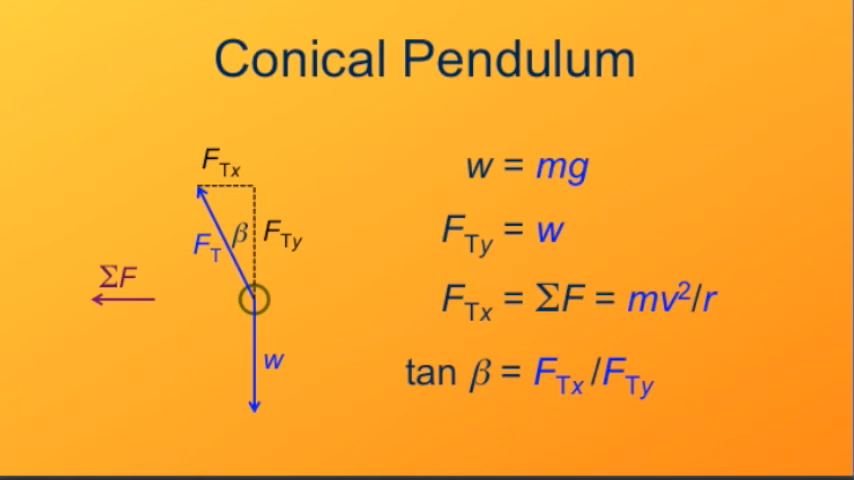 Conical Pendulum
F_Tx
w = mg
β F_Ty
F_T
F_Ty = w
ΣF
F_Tx = ΣF = mv²/r
w
tan β = F_Tx/F_Ty